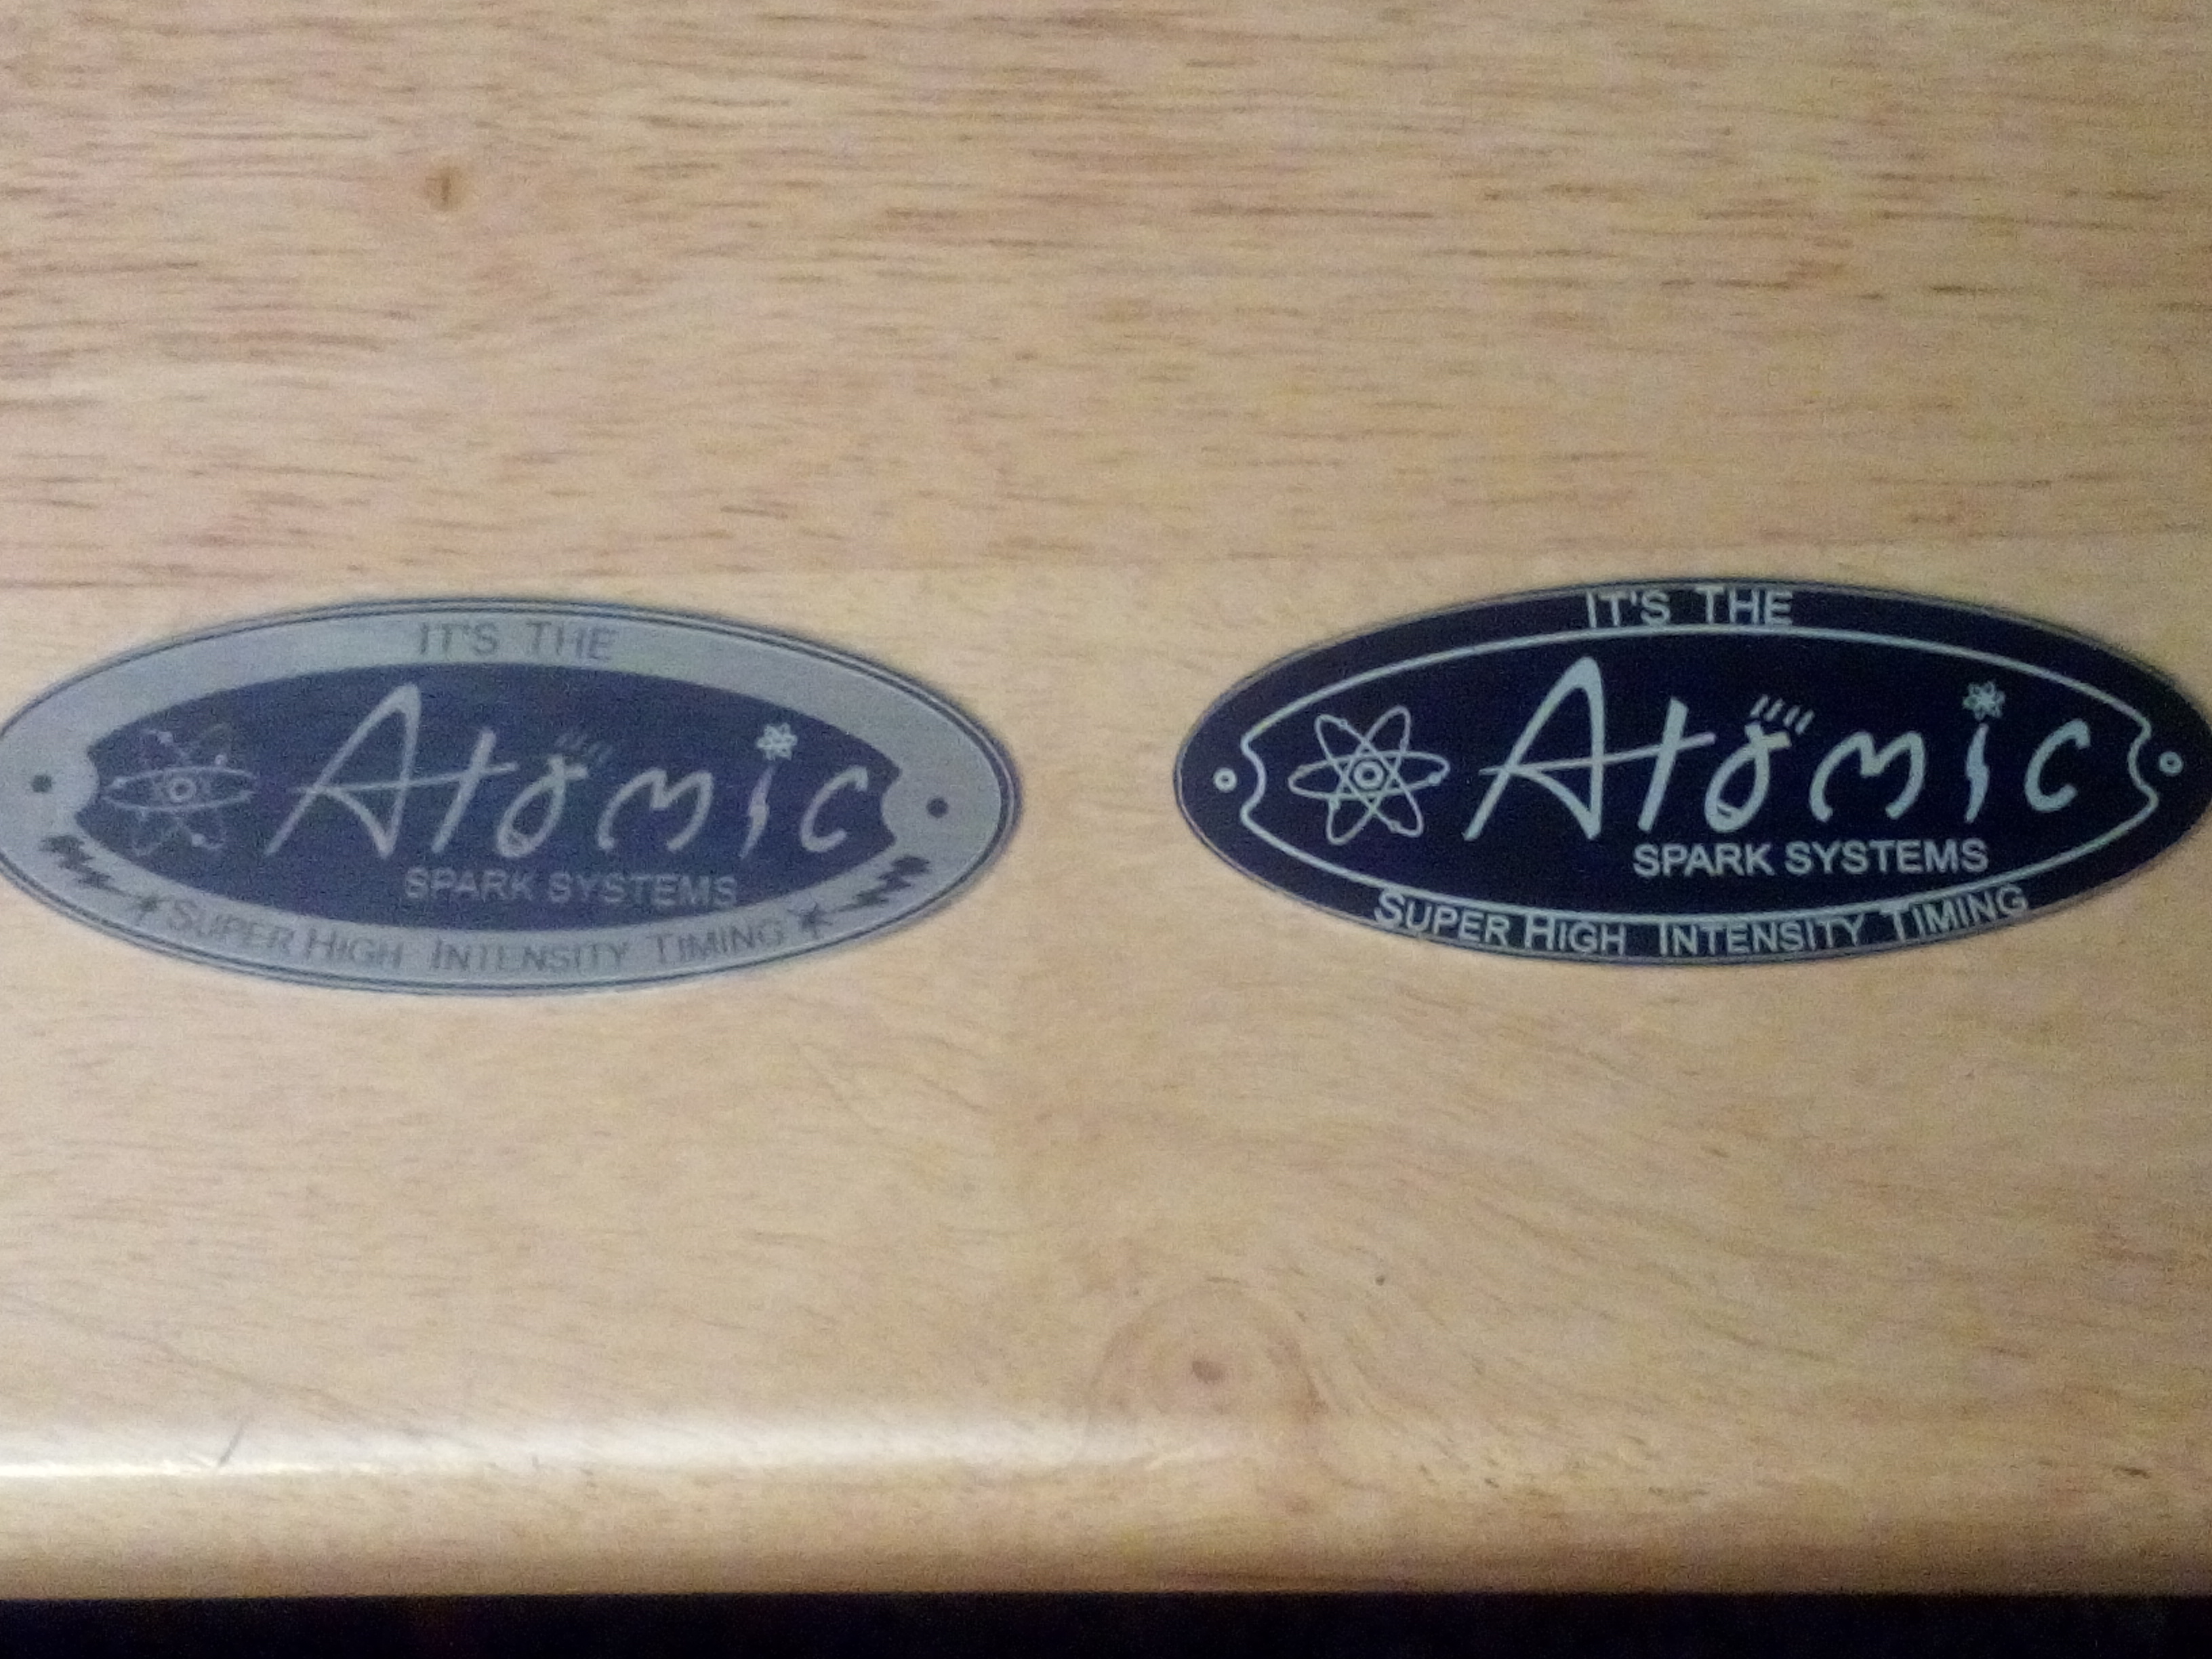 IT'S THE
Atomic
SPARK SYSTEMS
SUPER HIGH INTENSITY TIMING
IT'S THE
Atomic
SPARK SYSTEMS
SUPER HIGH INTENSITY TIMING